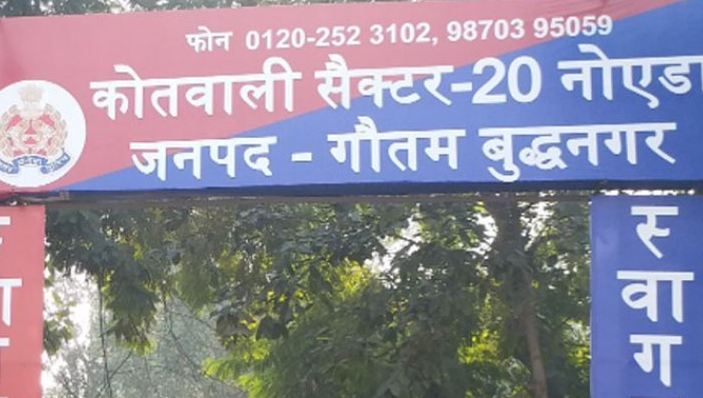 फोन 0120-252 3102, 98703 95059
कोतवाली सैक्टर-20 नोएडा
जनपद - गौतम बुद्धनगर
स्वाग